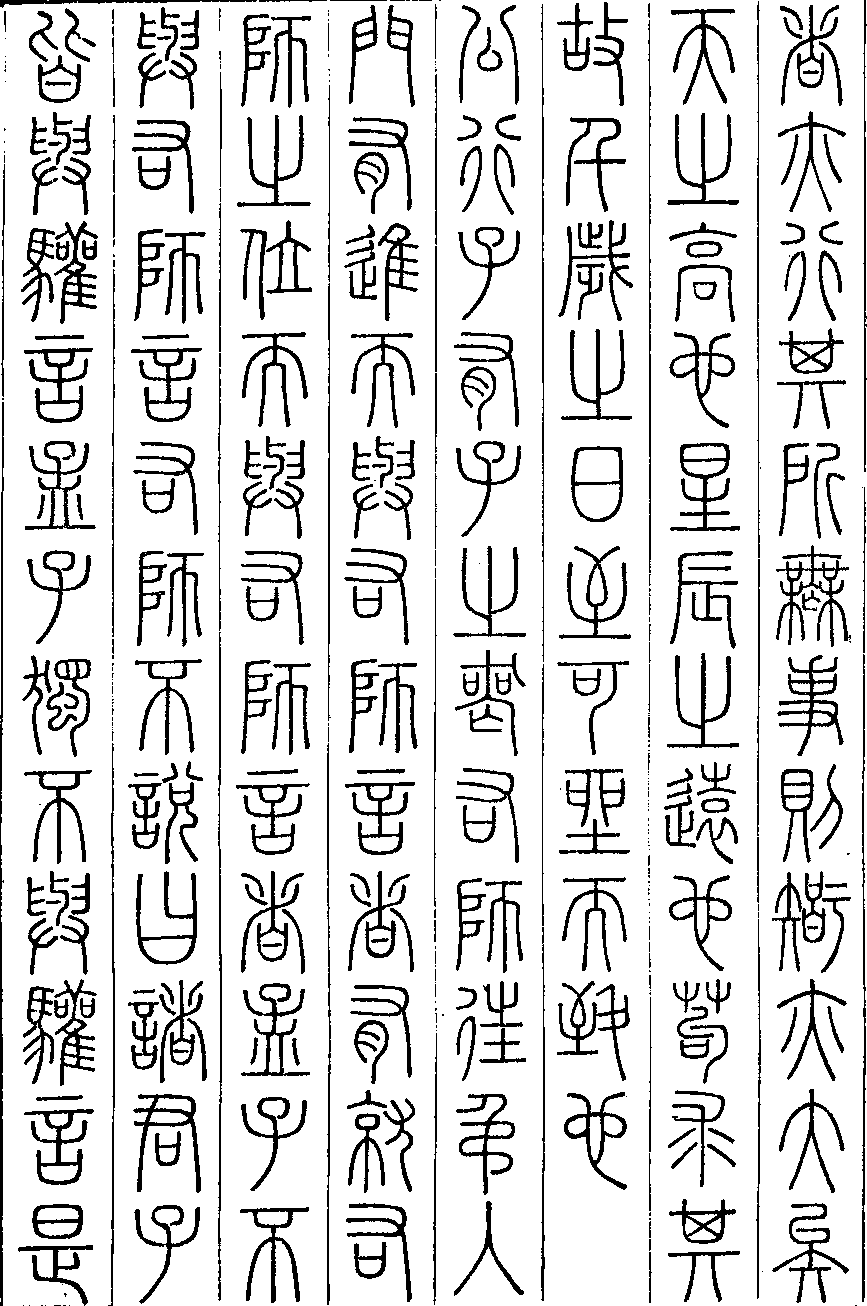 者亦行其所無事則智亦大矣
天之高也星辰之遠也苟求其
故千歲之日至可坐而致也
公行子有子之喪右師往弔入
門有進而與右師言者有就右
師之位而與右師言者孟子不
與右師言右師不說曰諸君子
皆與驩言孟子獨不與驩言是